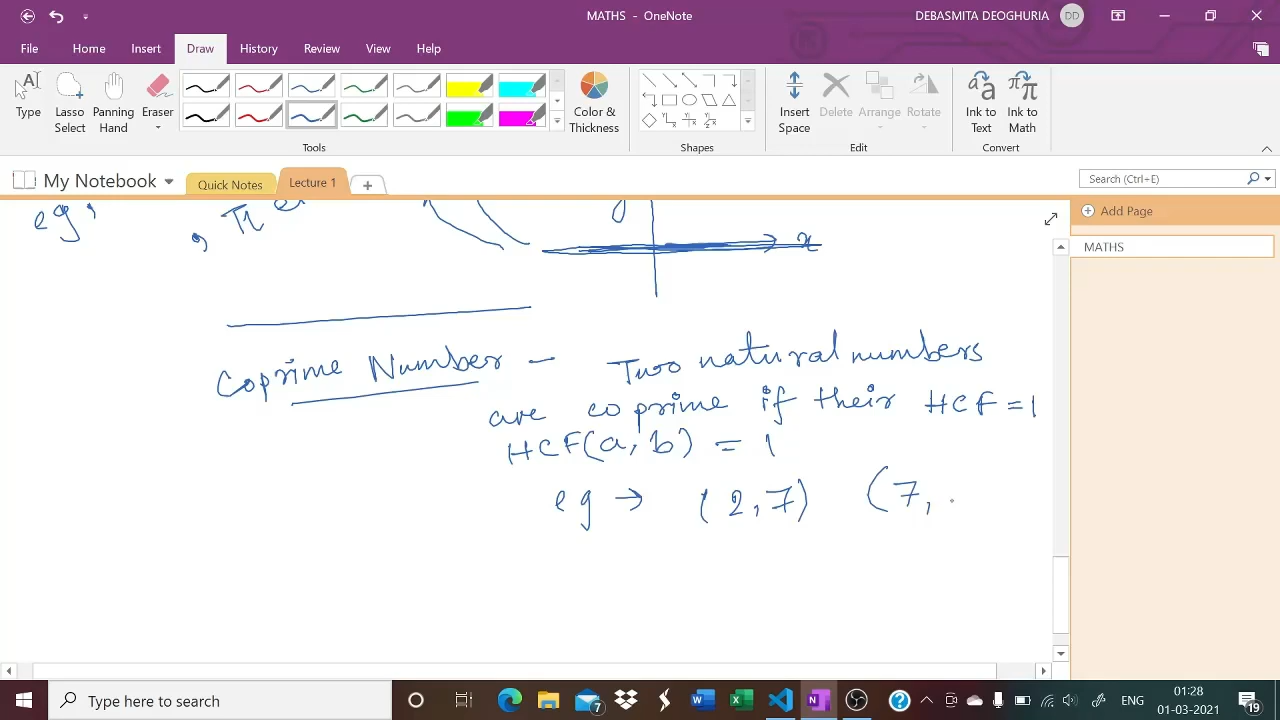 MATHS - OneNote
DEBASMITA DEOGHURIA DD
File Home Insert Draw History Review View Help
Type
Lasso Select
Panning Hand
Eraser
Color & Thickness
Insert Space
Delete Arrange Rotate
Ink to Text
Ink to Math
Tools Shapes Edit Convert
My Notebook Quick Notes Lecture 1
Search (Ctrl+E)
Add Page
MATHS
eg,
, π
x
Coprime Number - Two natural numbers
are coprime if their HCF = 1
HCF(a, b) = 1
eg → (2,7) (7,
Type here to search
7
ENG
01:28
01-03-2021
19